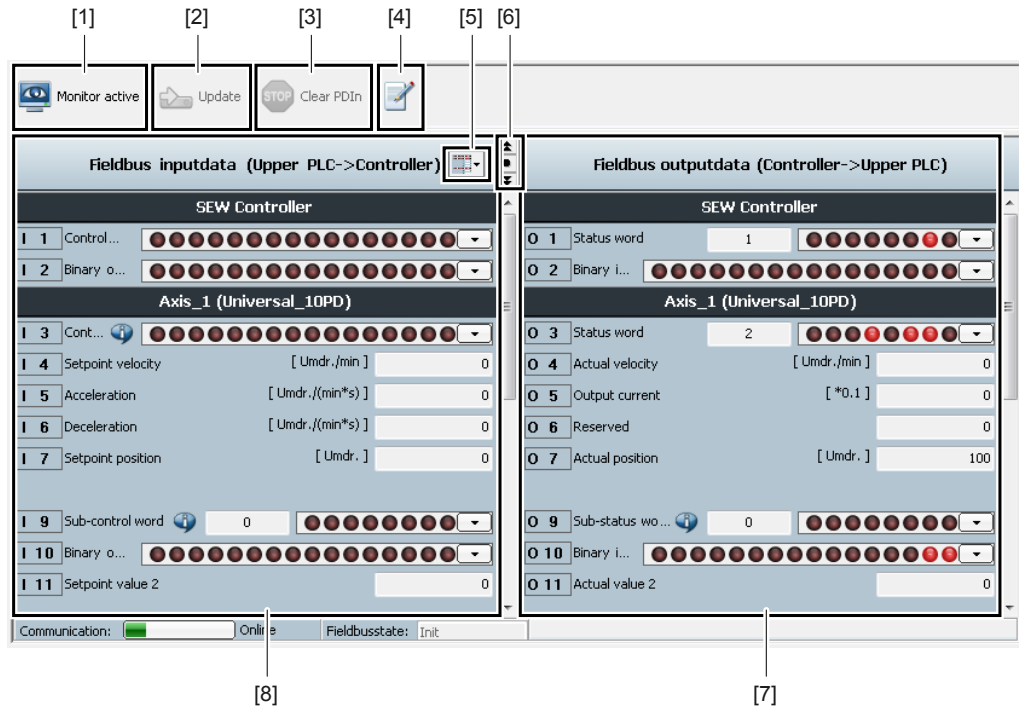 [1] [2] [3] [4] [5] [6]
Monitor active Update STOP Clear PDIn
Fieldbus inputdata (Upper PLC->Controller) Fieldbus outputdata (Controller->Upper PLC)
SEW Controller SEW Controller
I 1 Control... O 1 Status word 1
I 2 Binary o... O 2 Binary i...
Axis_1 (Universal_10PD) Axis_1 (Universal_10PD)
I 3 Cont... O 3 Status word 2
I 4 Setpoint velocity [ Umdr./min ] 0 O 4 Actual velocity [ Umdr./min ] 0
I 5 Acceleration [ Umdr./(min*s) ] 0 O 5 Output current [ *0.1 ] 0
I 6 Deceleration [ Umdr./(min*s) ] 0 O 6 Reserved 0
I 7 Setpoint position [ Umdr. ] 0 O 7 Actual position [ Umdr. ] 100
I 9 Sub-control word 0 O 9 Sub-status wo... 0
I 10 Binary o... O 10 Binary i...
I 11 Setpoint value 2 0 O 11 Actual value 2 0
Communication: Online Fieldbusstate: Init
[8] [7]